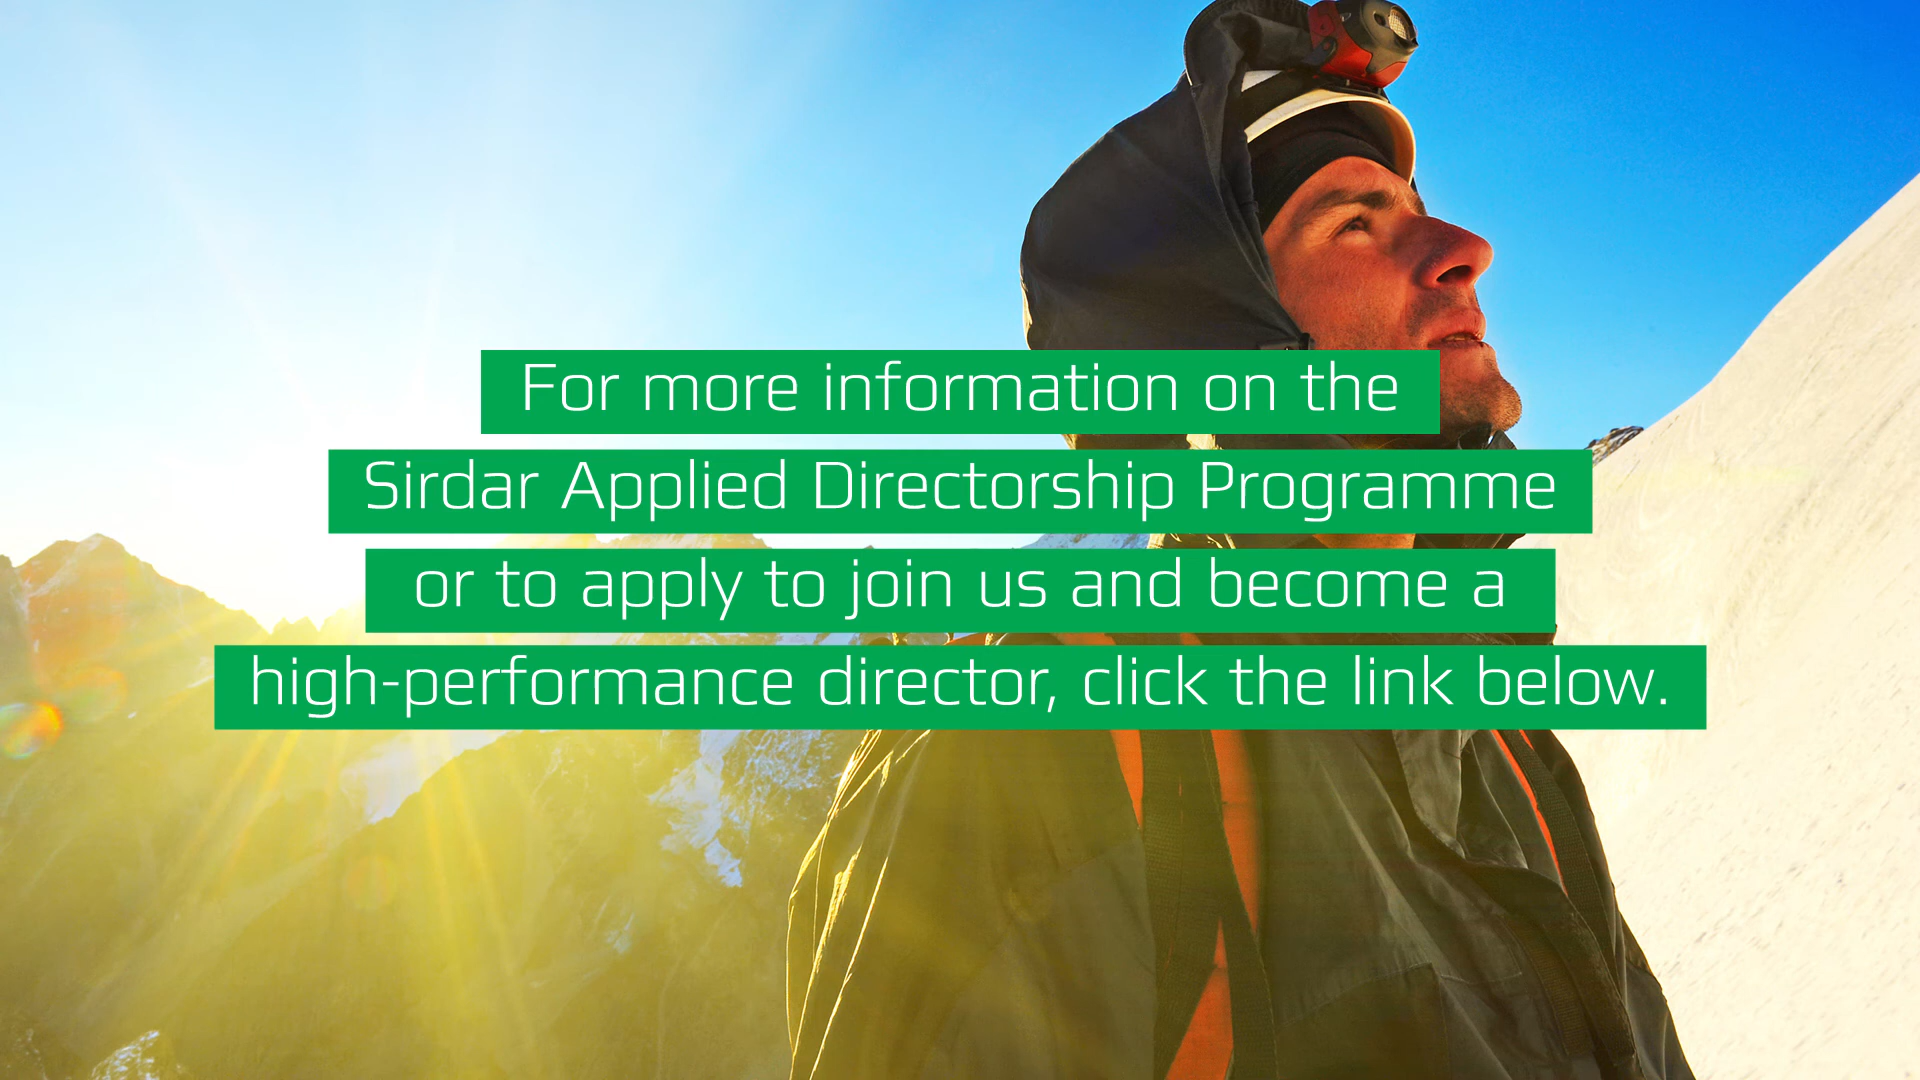 For more information on the
Sirdar Applied Directorship Programme
or to apply to join us and become a
high-performance director, click the link below.